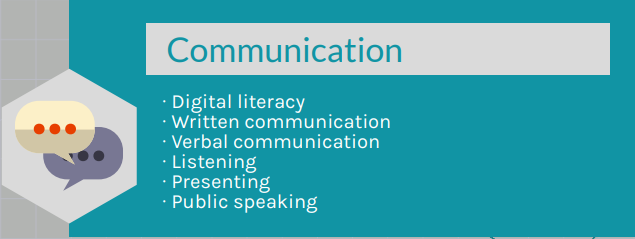 Communication
· Digital literacy
· Written communication
· Verbal communication
· Listening
· Presenting
· Public speaking